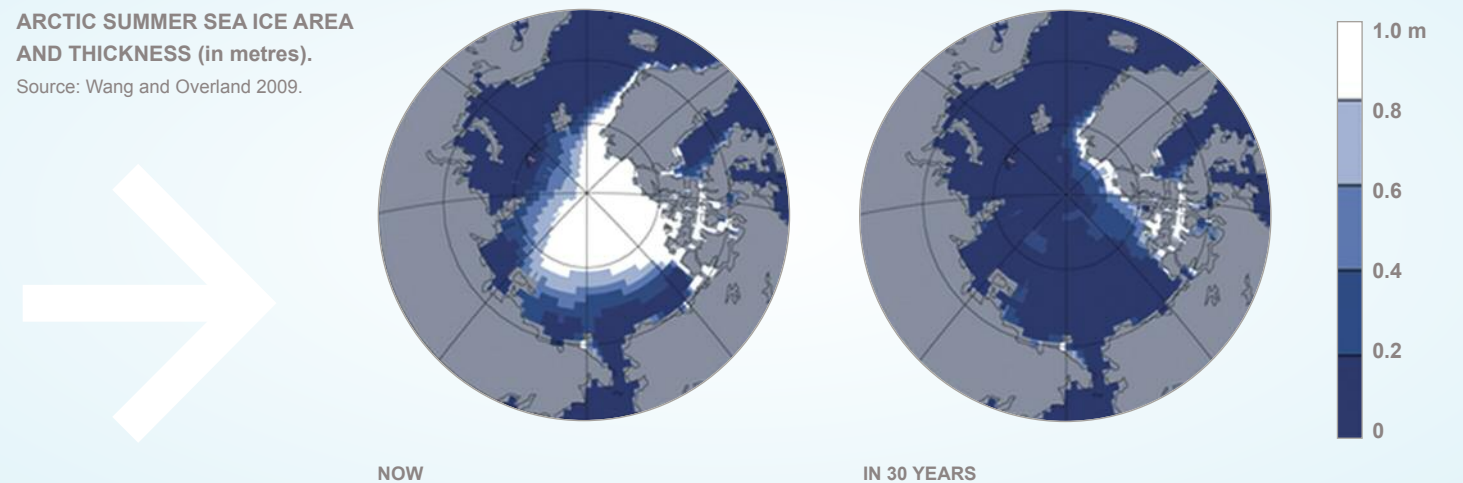 ARCTIC SUMMER SEA ICE AREA
AND THICKNESS (in metres).
Source: Wang and Overland 2009.
1.0 m
0.8
0.6
0.4
0.2
0
NOW
IN 30 YEARS